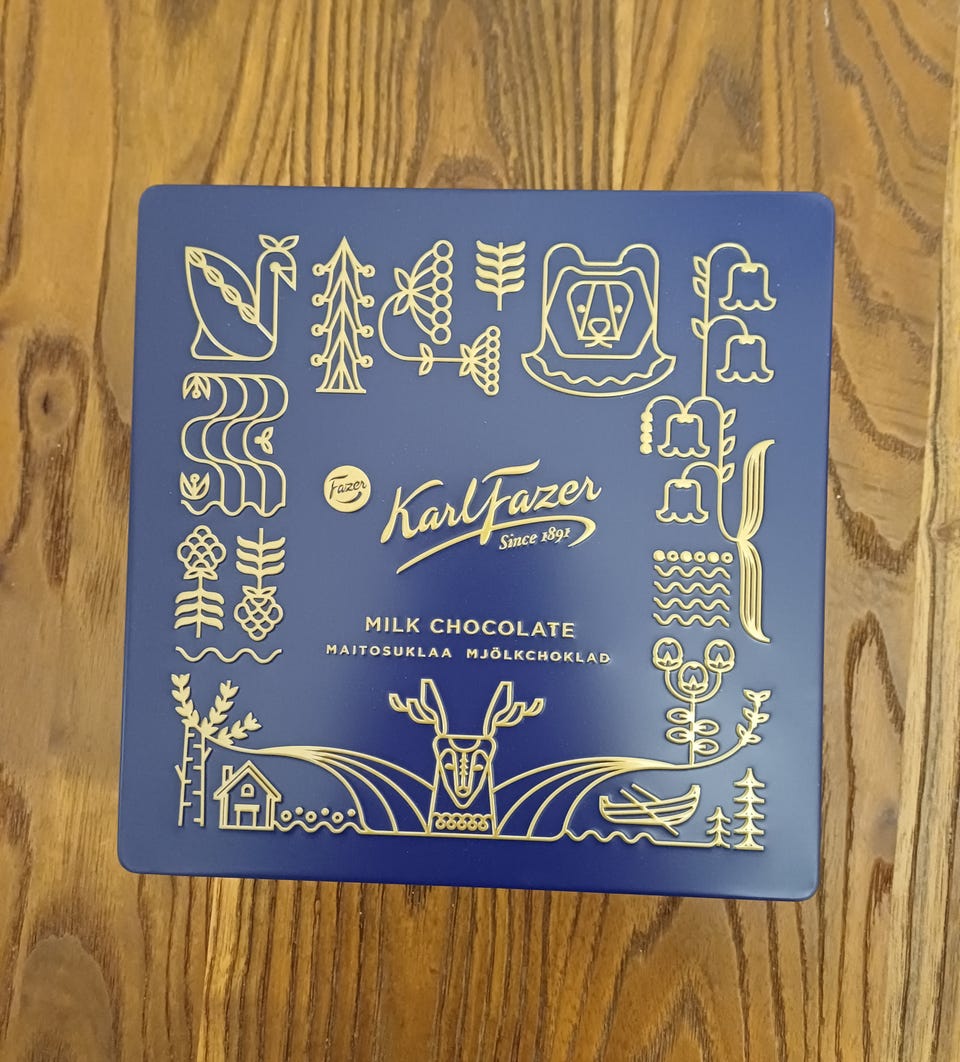 Fazer
Karl Fazer
Since 1891
MILK CHOCOLATE
MAITOSUKLAA MJÖLKCHOKLAD